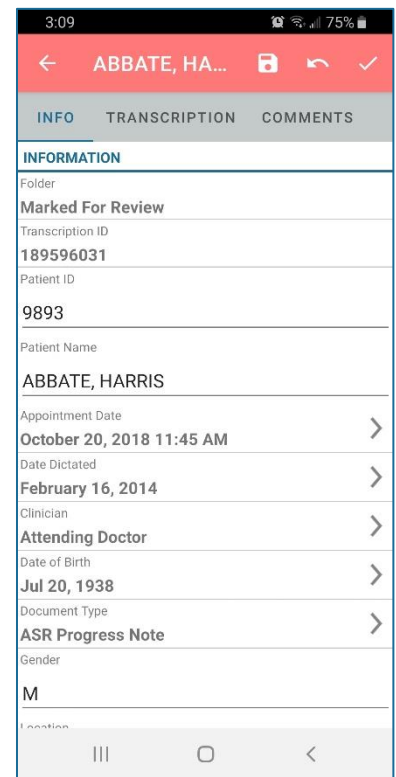 3:09 75%
ABBATE, HA...
INFO TRANSCRIPTION COMMENTS
INFORMATION
Folder
Marked For Review
Transcription ID
189596031
Patient ID
9893
Patient Name
ABBATE, HARRIS
Appointment Date
October 20, 2018 11:45 AM
Date Dictated
February 16, 2014
Clinician
Attending Doctor
Date of Birth
Jul 20, 1938
Document Type
ASR Progress Note
Gender
M
Location